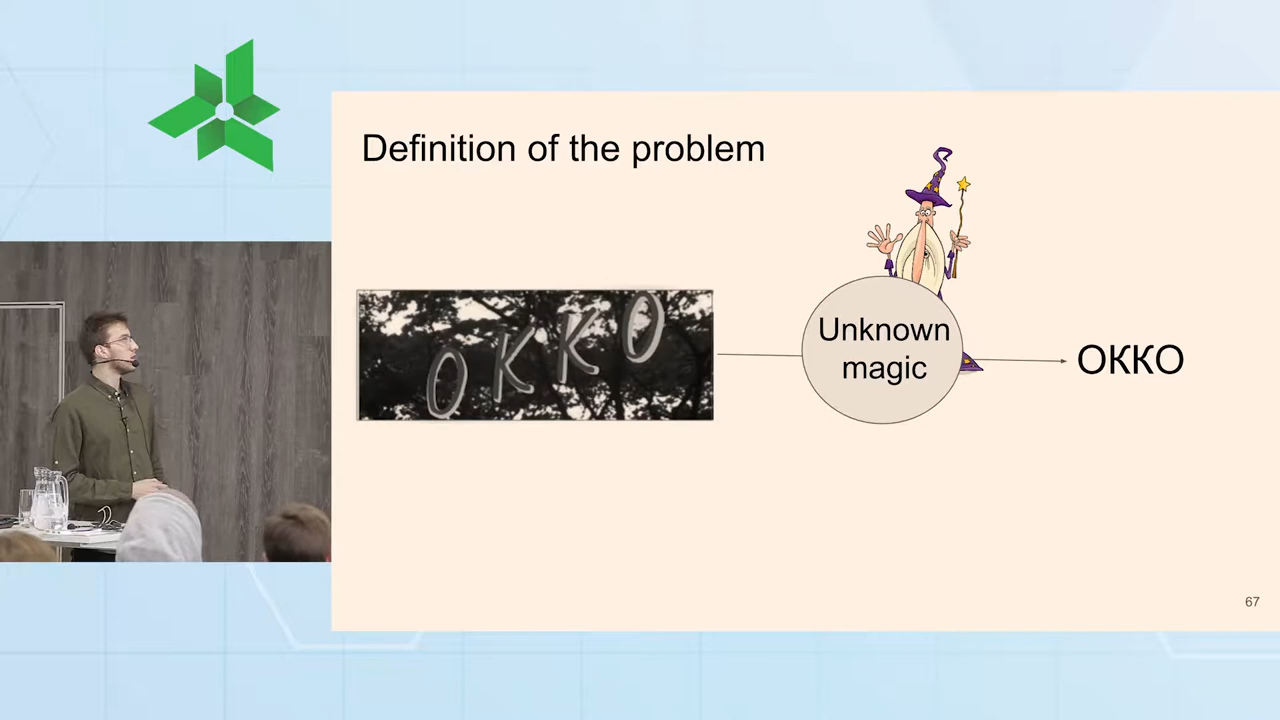 Definition of the problem
OKKO
Unknown
magic
OKKO
67